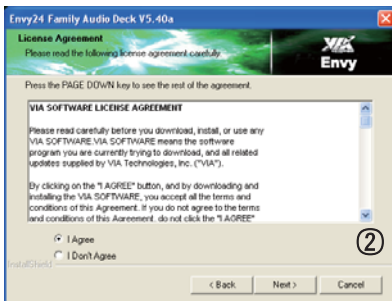 Envy24 Family Audio Deck V5.40a
License Agreement
Please read the following license agreement carefully.
VIA
Envy
Press the PAGE DOWN key to see the rest of the agreement.
VIA SOFTWARE LICENSE AGREEMENT
Please read carefully before you download, install, or use any
VIA SOFTWARE.VIA SOFTWARE means the software
program you are currently trying to download, and all related
updates supplied by VIA Technologies, Inc. ("VIA").
By clicking on the "I AGREE" button, and by downloading and
installing the VIA SOFTWARE, you accept all the terms and
conditions of this Agreement. If you do not agree to the terms
and conditions of this Agreement, do not click the "I AGREE"
I Agree
I Don't Agree
②
InstallShield
< Back
Next >
Cancel